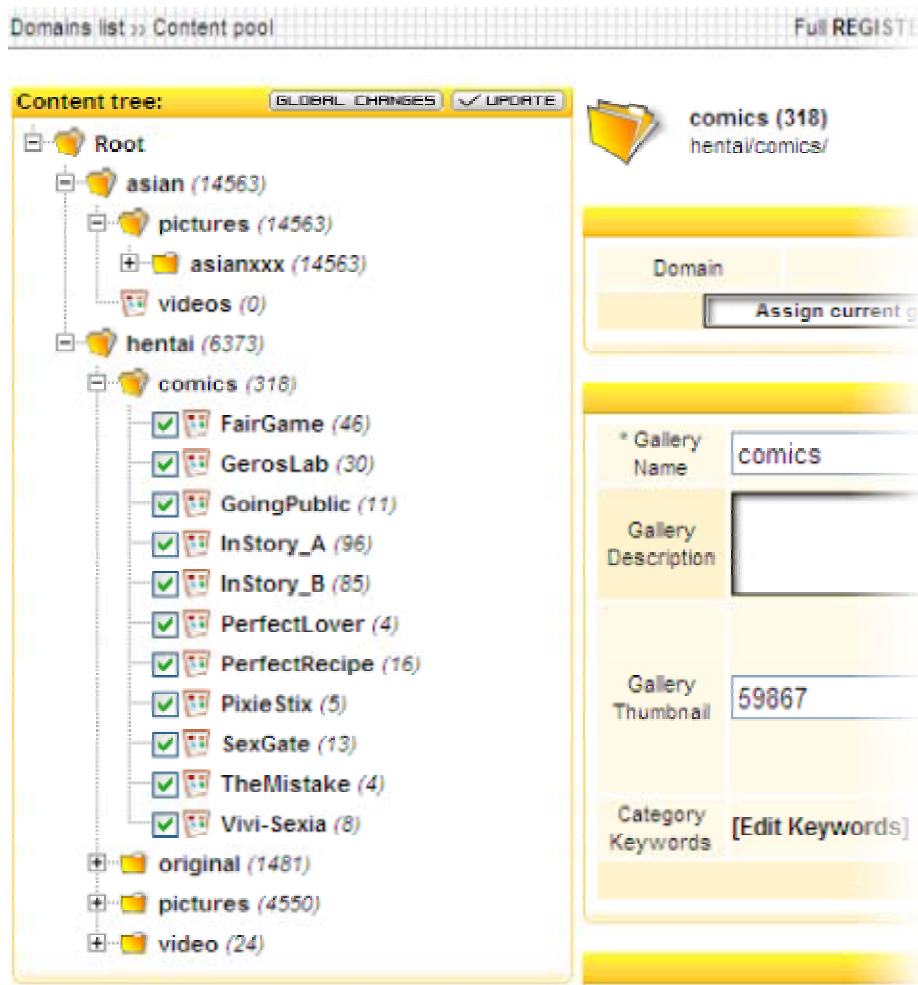 Domains list >> Content pool
Full REGISTE
Content tree:
GLOBAL CHANGES
UPDATE
Root
asian (14563)
pictures (14563)
asianxxx (14563)
videos (0)
hentai (6373)
comics (318)
FairGame (46)
GerosLab (30)
GoingPublic (11)
InStory_A (96)
InStory_B (85)
PerfectLover (4)
PerfectRecipe (16)
PixieStix (5)
SexGate (13)
TheMistake (4)
Vivi-Sexia (8)
original (1481)
pictures (4550)
video (24)
comics (318)
hentai/comics/
Domain
Assign current g
* Gallery
Name
comics
Gallery
Description
Gallery
Thumbnail
59867
Category
Keywords
[Edit Keywords]